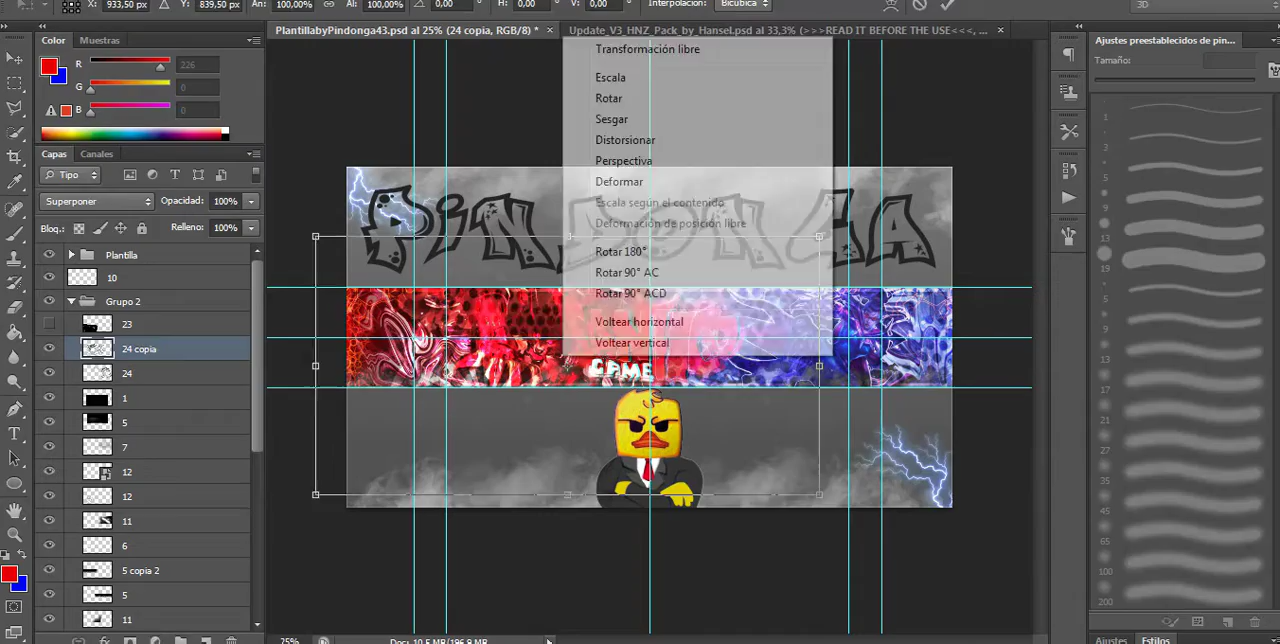 X: 933,50 px Y: 839,50 px An: 100,00% Al: 100,00% 0,00 H: 0,00 V: 0,00 Interpolación: Bicúbica 3D
PlantillabyPindonga43.psd al 25% (24 copia, RGB/8) * × Update_V3_HNZ_Pack_by_Hansel.psd al 33,3% (>>>READ IT BEFORE THE USE<<<, ×
Color Muestras
R 226
G 0
B 0
Capas Canales
Tipo
Superponer Opacidad: 100%
Bloq.: Relleno: 100%
Plantilla
10
Grupo 2
23
24 copia
24
1
5
7
12
12
11
6
5 copia 2
5
11
Transformación libre
Escala
Rotar
Sesgar
Distorsionar
Perspectiva
Deformar
Escala según el contenido
Deformación de posición libre
Rotar 180°
Rotar 90° AC
Rotar 90° ACD
Voltear horizontal
Voltear vertical
PINDONGA
GAME
Ajustes preestablecidos de pin...
Tamaño:
1
5
9
13
19
5
9
13
17
21
27
35
45
65
100
200
25% Doc: 10,5 MB/196,9 MB
Ajustes Estilos